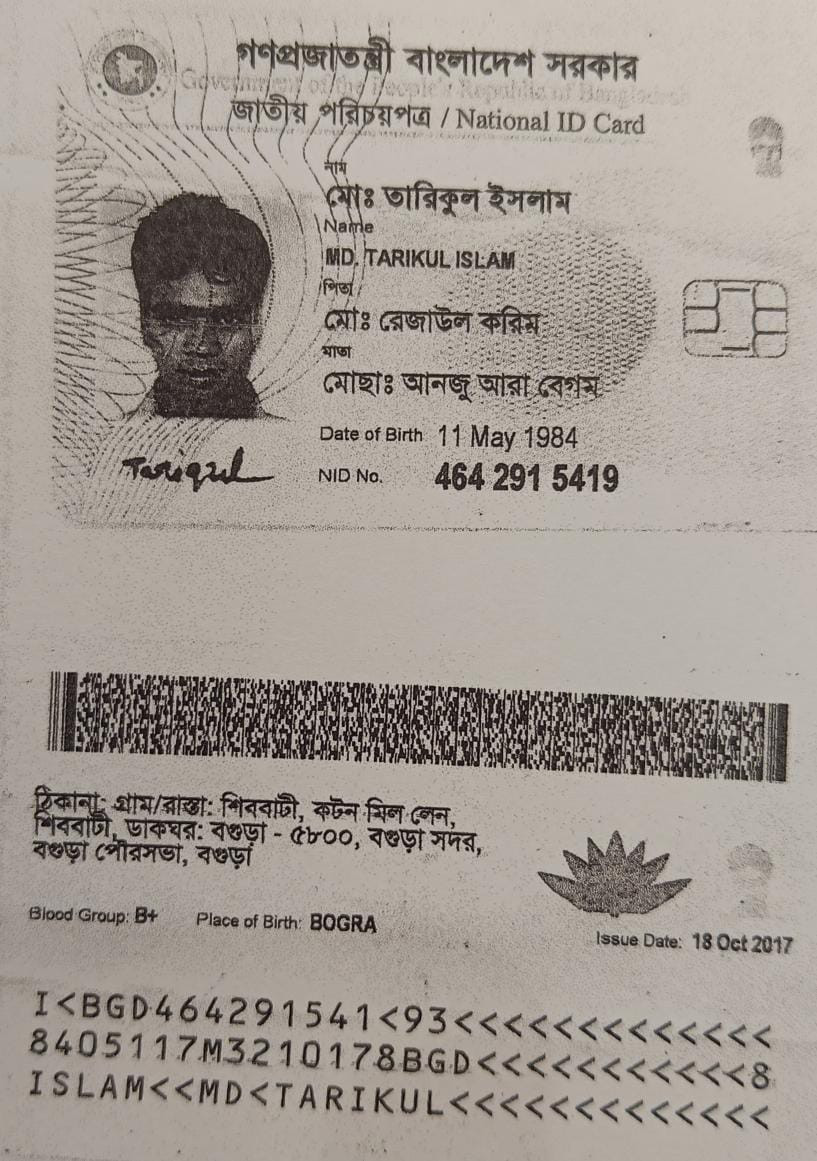 গণপ্রজাতন্ত্রী বাংলাদেশ সরকার
Government of the People's Republic of Bangladesh
জাতীয় পরিচয়পত্র / National ID Card
নাম
মোঃ তারিকুল ইসলাম
Name
MD. TARIKUL ISLAM
পিতা
মোঃ রেজাউল করিম
মাতা
মোছাঃ আনজু আরা বেগম
Date of Birth 11 May 1984
Tariqul
NID No. 464 291 5419
ঠিকানা: গ্রাম/রাস্তা: শিববাটী, কটন মিল লেন,
শিববাটী, ডাকঘর: বগুড়া - ৫৮০০, বগুড়া সদর,
বগুড়া পৌরসভা, বগুড়া
Blood Group: B+ Place of Birth: BOGRA
Issue Date: 18 Oct 2017
I<BGD464291541<93<<<<<<<<<<<<<
8405117M3210178BGD<<<<<<<<<<<8
ISLAM<<MD<TARIKUL<<<<<<<<<<<<<